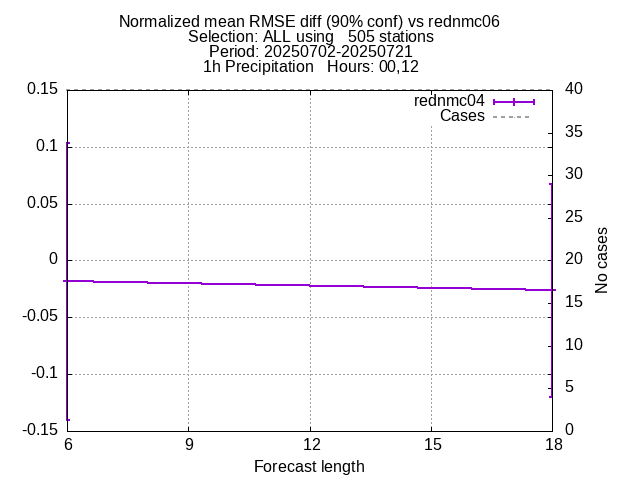 Normalized mean RMSE diff (90% conf) vs rednmc06
Selection: ALL using   505 stations
Period: 20250702-20250721
1h Precipitation   Hours: 00,12
rednmc04
Cases
0.15
0.1
0.05
0
-0.05
-0.1
-0.15
40
35
30
25
20
15
10
5
0
No cases
6 9 12 15 18
Forecast length